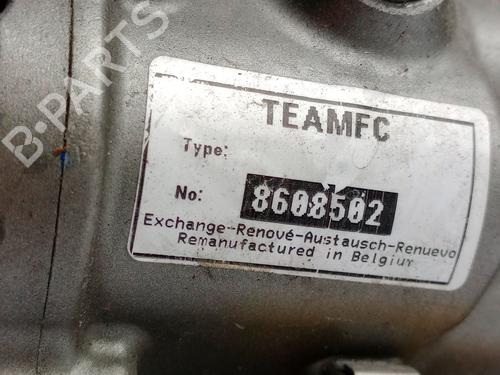 B-PARTS
TEAMFC
Type:
No: 8608502
Exchange-Renové-Austausch-Renuevo
Remanufactured in Belgium